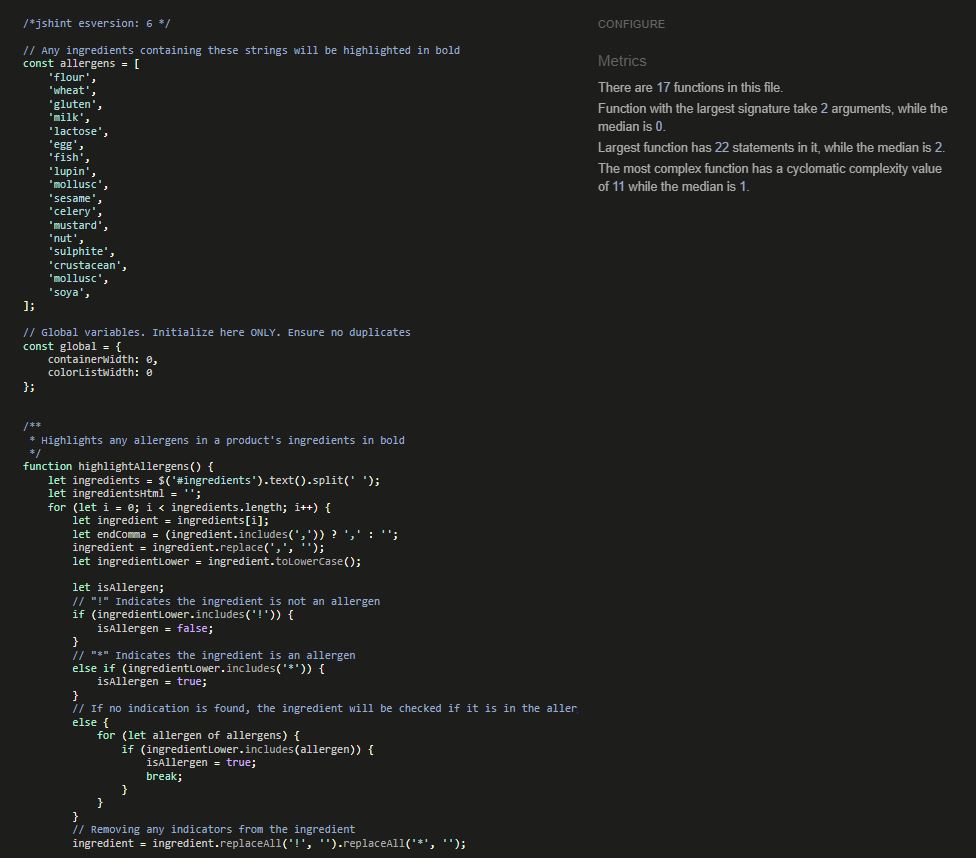 /*jshint esversion: 6 */
// Any ingredients containing these strings will be highlighted in bold
const allergens = [
    'flour',
    'wheat',
    'gluten',
    'milk',
    'lactose',
    'egg',
    'fish',
    'lupin',
    'mollusc',
    'sesame',
    'celery',
    'mustard',
    'nut',
    'sulphite',
    'crustacean',
    'mollusc',
    'soya',
];
// Global variables. Initialize here ONLY. Ensure no duplicates
const global = {
    containerWidth: 0,
    colorListWidth: 0
};
/**
 * Highlights any allergens in a product's ingredients in bold
 */
function highlightAllergens() {
    let ingredients = $('#ingredients').text().split(' ');
    let ingredientsHtml = '';
    for (let i = 0; i < ingredients.length; i++) {
        let ingredient = ingredients[i];
        let endComma = (ingredient.includes(',')) ? ',' : '';
        ingredient = ingredient.replace(',', '');
        let ingredientLower = ingredient.toLowerCase();
        let isAllergen;
        // "!" Indicates the ingredient is not an allergen
        if (ingredientLower.includes('!')) {
            isAllergen = false;
        }
        // "*" Indicates the ingredient is an allergen
        else if (ingredientLower.includes('*')) {
            isAllergen = true;
        }
        // If no indication is found, the ingredient will be checked if it is in the aller
        else {
            for (let allergen of allergens) {
                if (ingredientLower.includes(allergen)) {
                    isAllergen = true;
                    break;
                }
            }
        }
        // Removing any indicators from the ingredient
        ingredient = ingredient.replaceAll('!', '').replaceAll('*', '');
CONFIGURE
Metrics
There are 17 functions in this file.
Function with the largest signature take 2 arguments, while the
median is 0.
Largest function has 22 statements in it, while the median is 2.
The most complex function has a cyclomatic complexity value
of 11 while the median is 1.